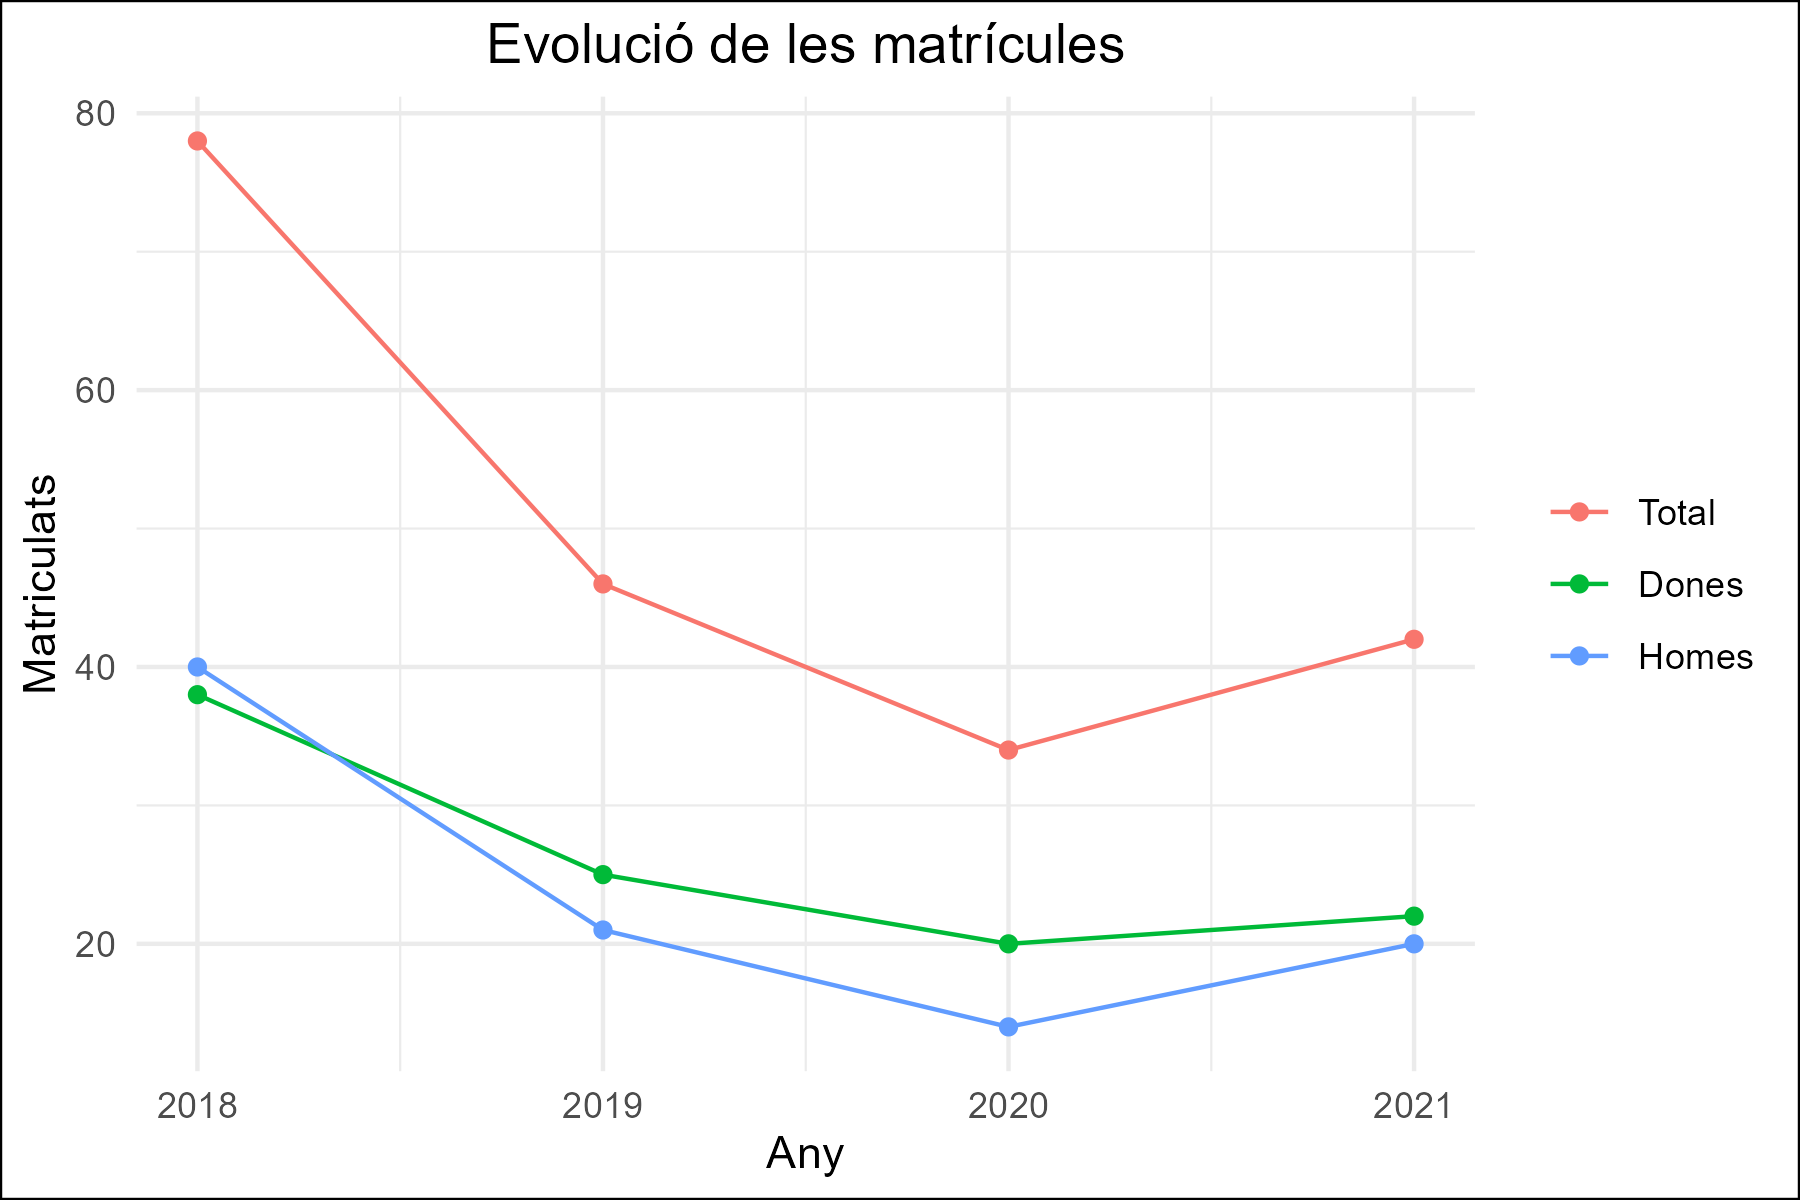 Evolució de les matrícules
80
60
40
20
Matriculats
2018
2019
2020
2021
Any
Total
Dones
Homes